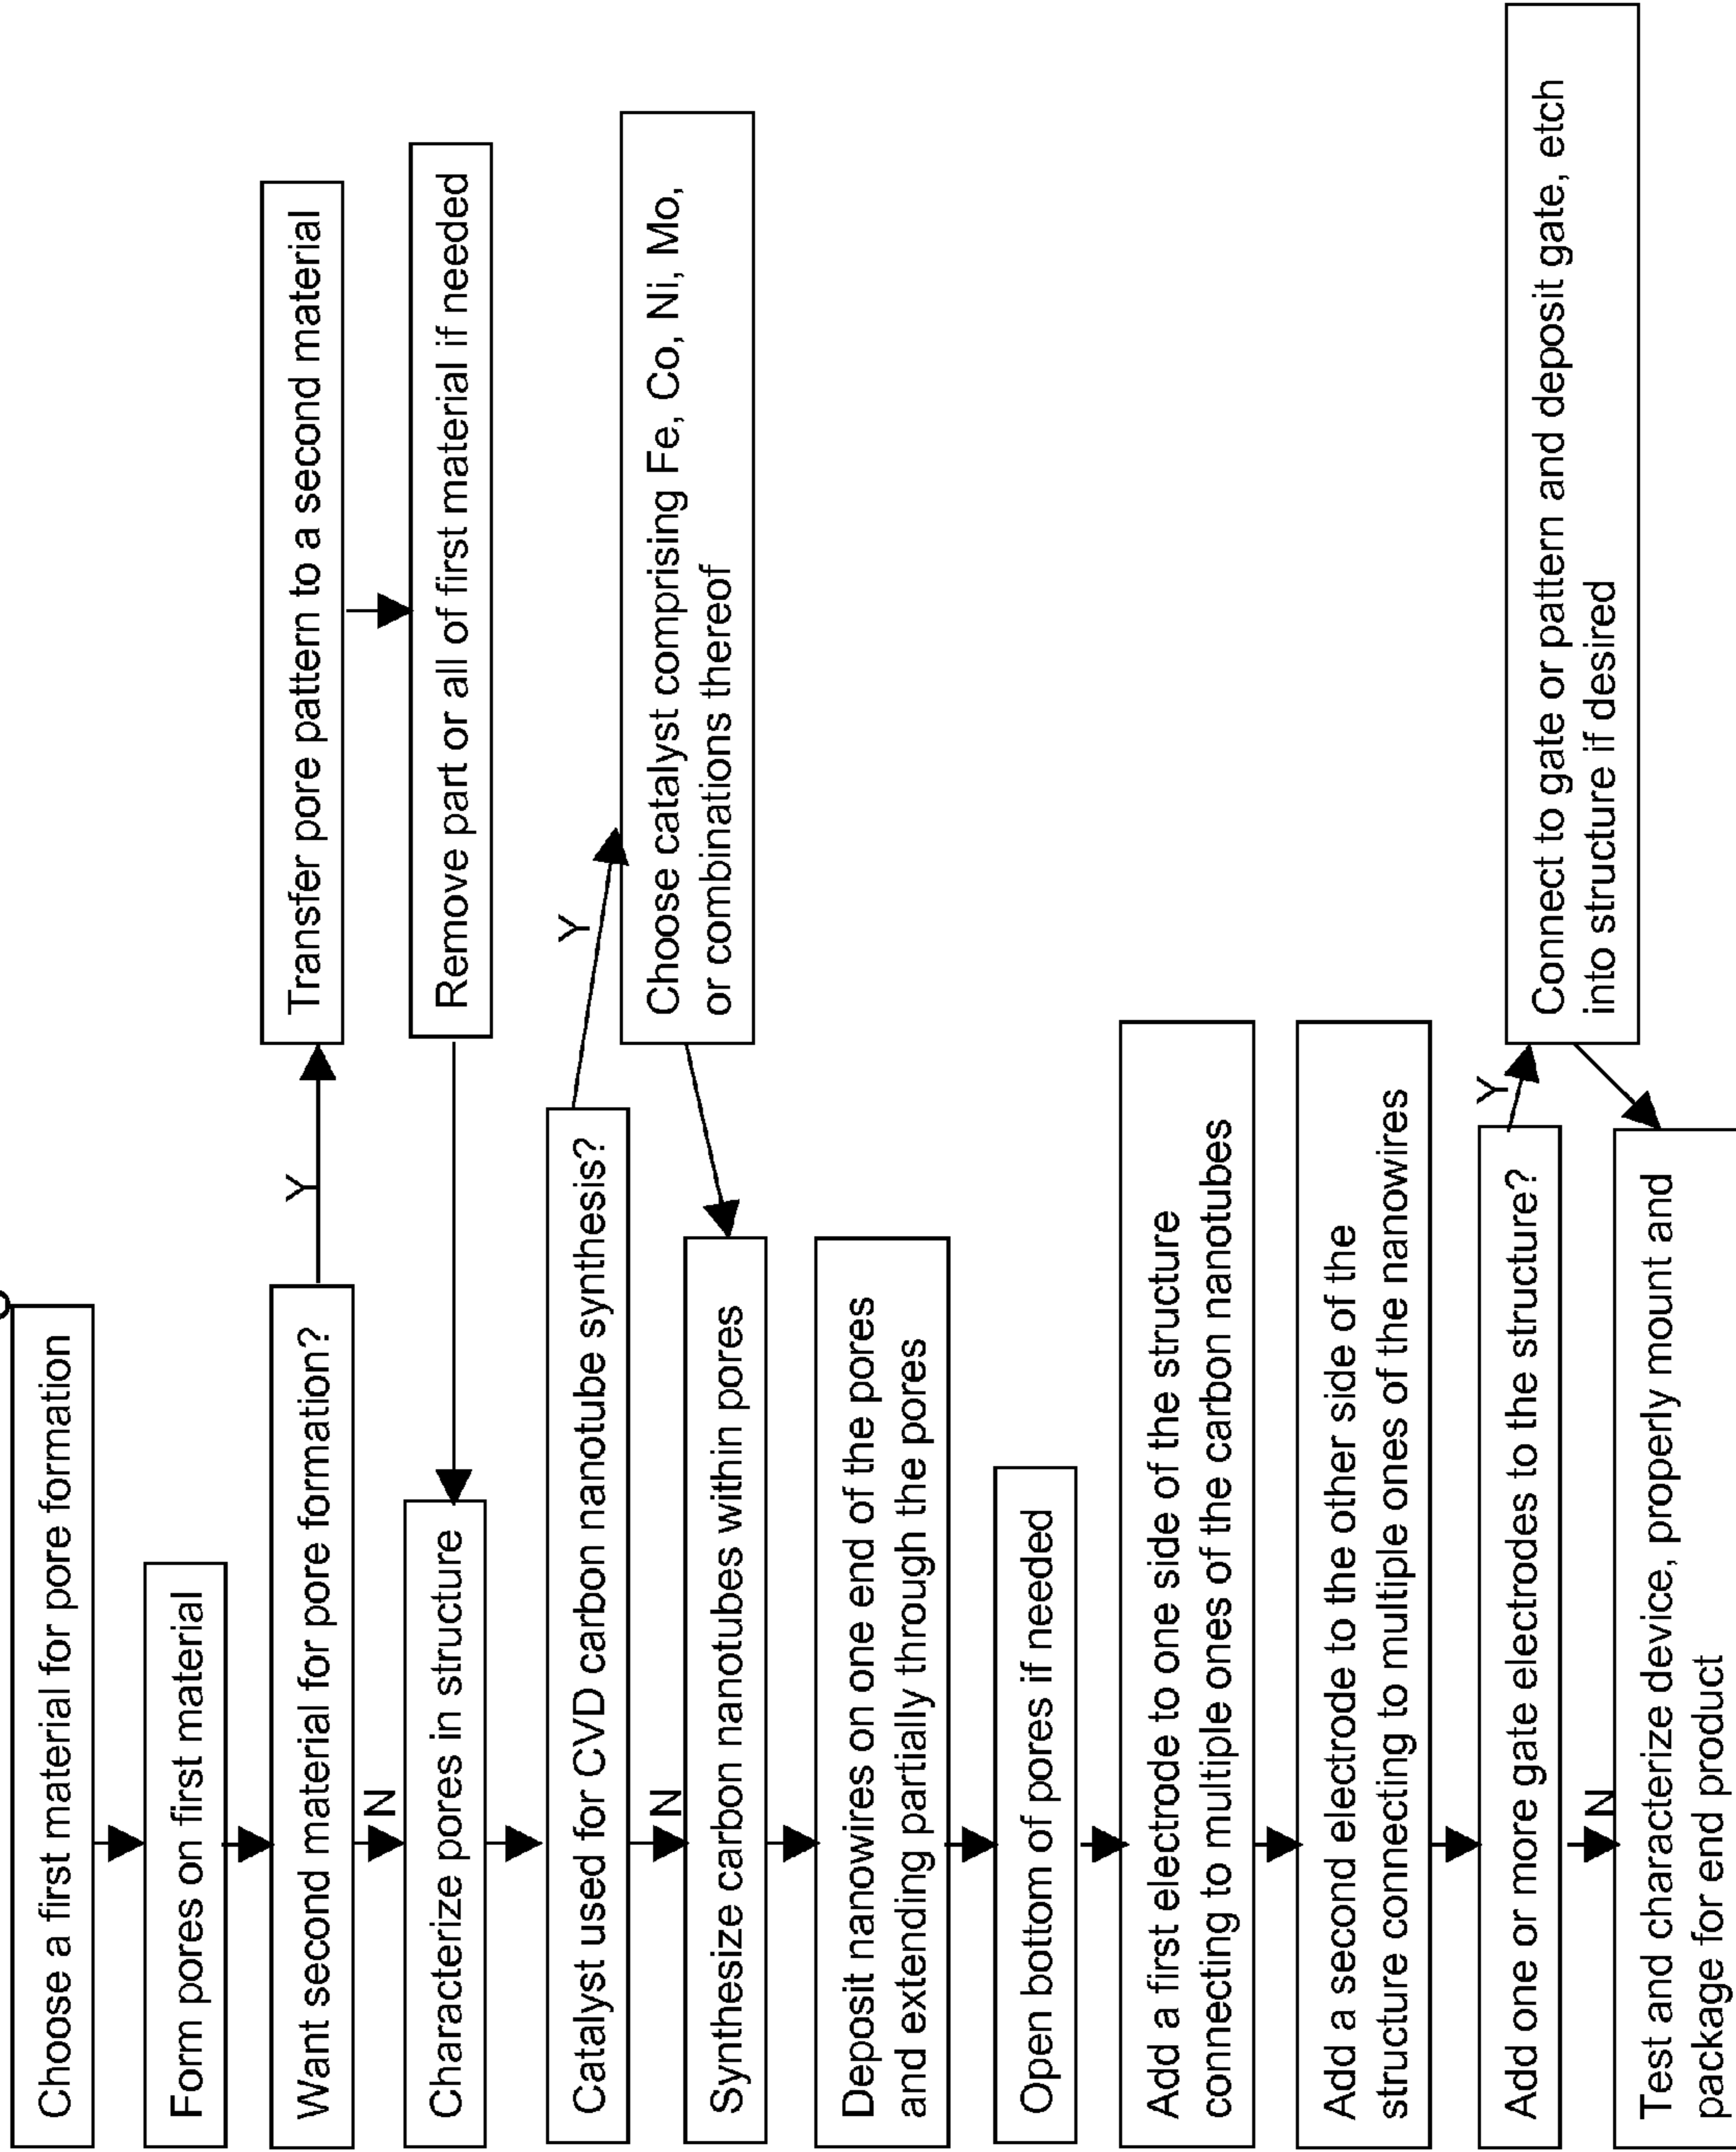 Choose a first material for pore formation
Form pores on first material
Want second material for pore formation?
Y
Transfer pore pattern to a second material
Remove part or all of first material if needed
N
Characterize pores in structure
Catalyst used for CVD carbon nanotube synthesis?
Y
Choose catalyst comprising Fe, Co, Ni, Mo,
or combinations thereof
N
Synthesize carbon nanotubes within pores
Deposit nanowires on one end of the pores
and extending partially through the pores
Open bottom of pores if needed
Add a first electrode to one side of the structure
connecting to multiple ones of the carbon nanotubes
Add a second electrode to the other side of the
structure connecting to multiple ones of the nanowires
Add one or more gate electrodes to the structure?
Y
Connect to gate or pattern and deposit gate, etch
into structure if desired
N
Test and characterize device, properly mount and
package for end product